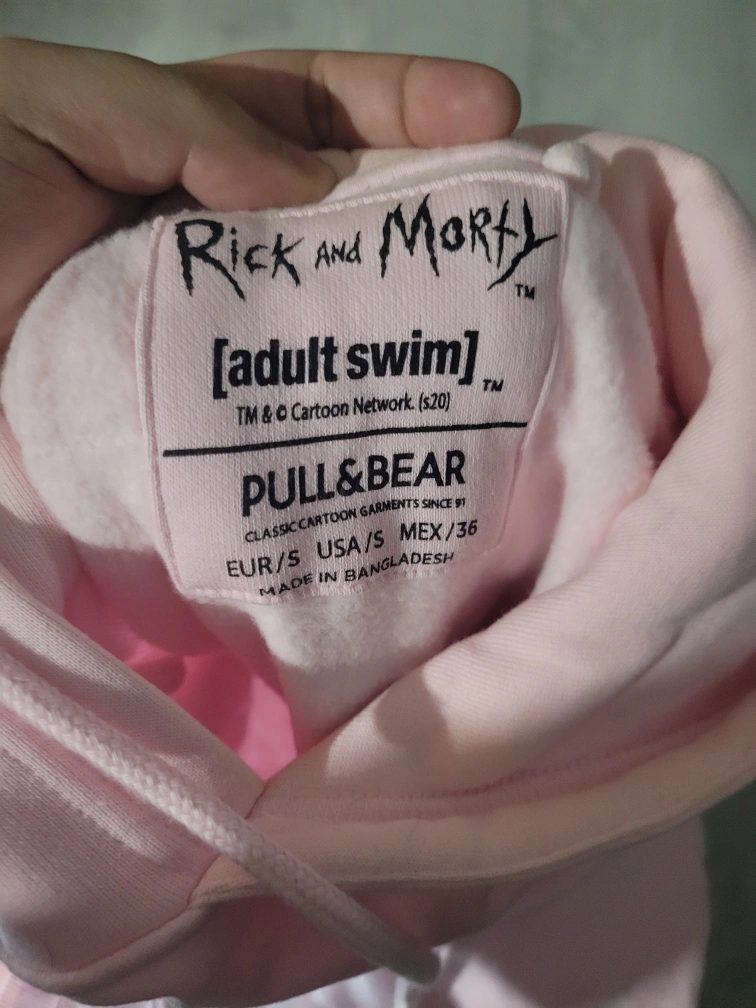 Rick AND MORTY
TM
[adult swim]
TM
TM & © Cartoon Network. (s20)
PULL&BEAR
CLASSIC CARTOON GARMENTS SINCE 91
EUR/S USA/S MEX/36
MADE IN BANGLADESH